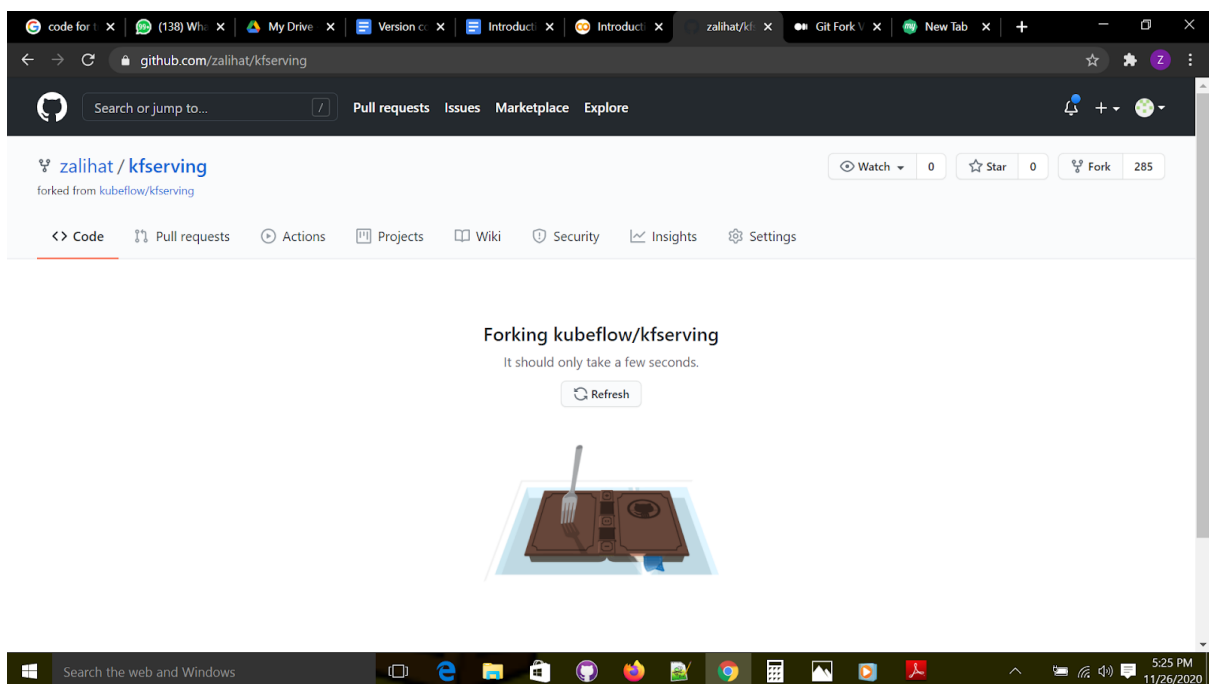 code for t (138) Wha My Drive Version co Introducti Introducti zalihat/kf Git Fork V New Tab
github.com/zalihat/kfserving Z
Search or jump to... / Pull requests Issues Marketplace Explore
zalihat / kfserving Watch 0 Star 0 Fork 285
forked from kubeflow/kfserving
Code Pull requests Actions Projects Wiki Security Insights Settings
Forking kubeflow/kfserving
It should only take a few seconds.
Refresh
Search the web and Windows 5:25 PM
11/26/2020